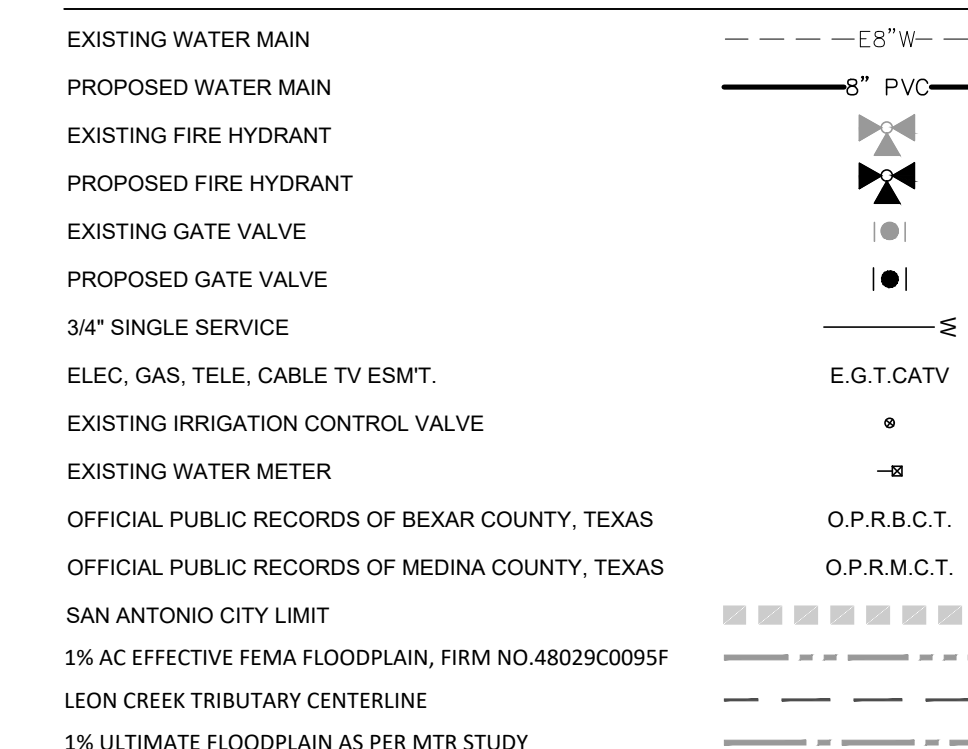 EXISTING WATER MAIN E8"W
PROPOSED WATER MAIN 8" PVC
EXISTING FIRE HYDRANT
PROPOSED FIRE HYDRANT
EXISTING GATE VALVE
PROPOSED GATE VALVE
3/4" SINGLE SERVICE
ELEC, GAS, TELE, CABLE TV ESM'T. E.G.T.CATV
EXISTING IRRIGATION CONTROL VALVE
EXISTING WATER METER
OFFICIAL PUBLIC RECORDS OF BEXAR COUNTY, TEXAS O.P.R.B.C.T.
OFFICIAL PUBLIC RECORDS OF MEDINA COUNTY, TEXAS O.P.R.M.C.T.
SAN ANTONIO CITY LIMIT
1% AC EFFECTIVE FEMA FLOODPLAIN, FIRM NO.48029C0095F
LEON CREEK TRIBUTARY CENTERLINE
1% ULTIMATE FLOODPLAIN AS PER MTR STUDY